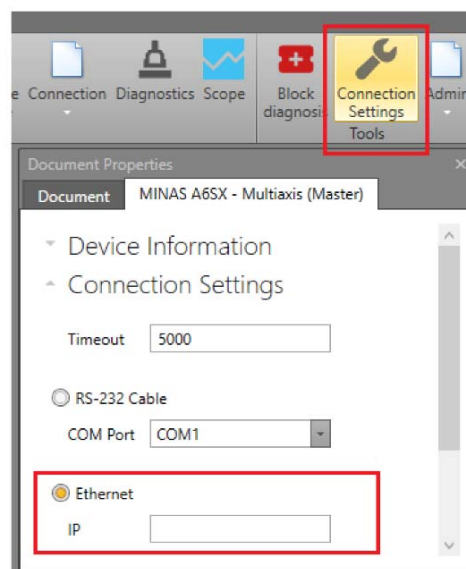 e Connection Diagnostics Scope Block diagnosis Connection Settings Admin
Tools
Document Properties
Document MINAS A6SX - Multiaxis (Master)
Device Information
Connection Settings
Timeout 5000
RS-232 Cable
COM Port COM1
Ethernet
IP